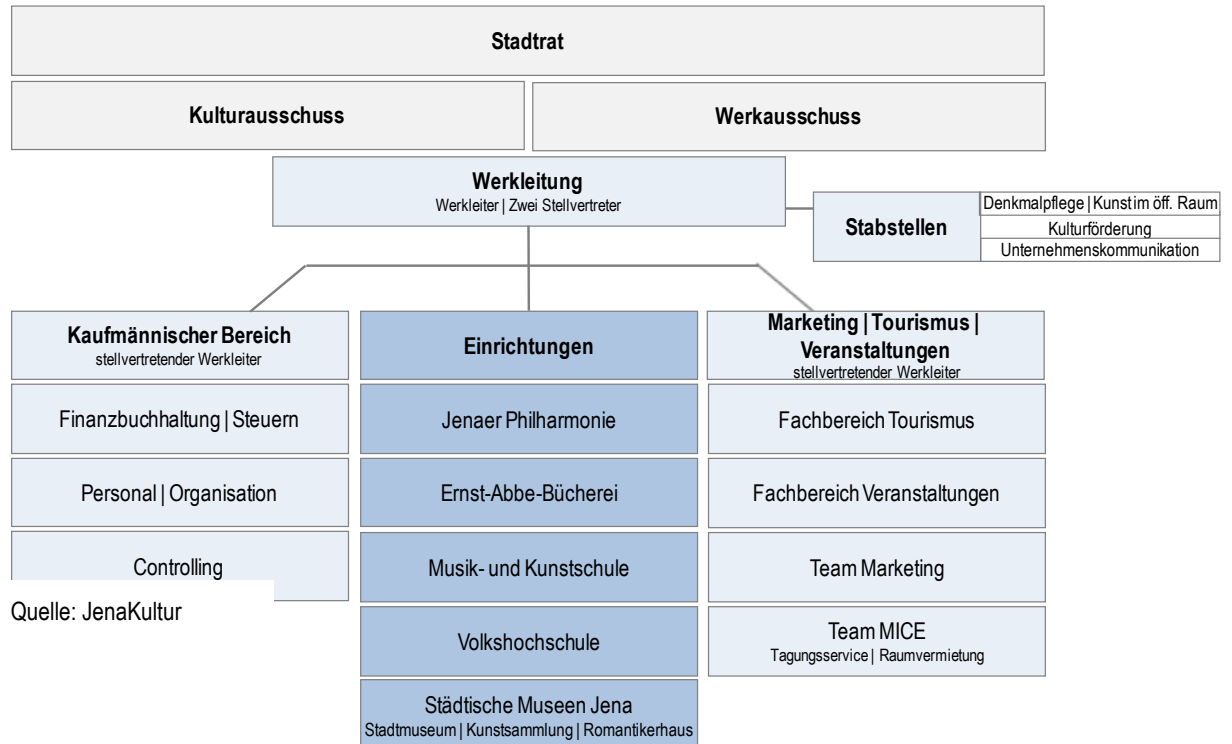 Stadtrat
Kulturausschuss
Werkausschuss
Werkleitung
Werkleiter | Zwei Stellvertreter
Stabstellen
Denkmalpflege | Kunst im öff. Raum
Kulturförderung
Unternehmenskommunikation
Kaufmännischer Bereich
stellvertretender Werkleiter
Finanzbuchhaltung | Steuern
Personal | Organisation
Controlling
Einrichtungen
Jenaer Philharmonie
Ernst-Abbe-Bücherei
Musik- und Kunstschule
Volkshochschule
Städtische Museen Jena
Stadtmuseum | Kunstsammlung | Romantikerhaus
Marketing | Tourismus |
Veranstaltungen
stellvertretender Werkleiter
Fachbereich Tourismus
Fachbereich Veranstaltungen
Team Marketing
Team MICE
Tagungsservice | Raumvermietung
Quelle: JenaKultur